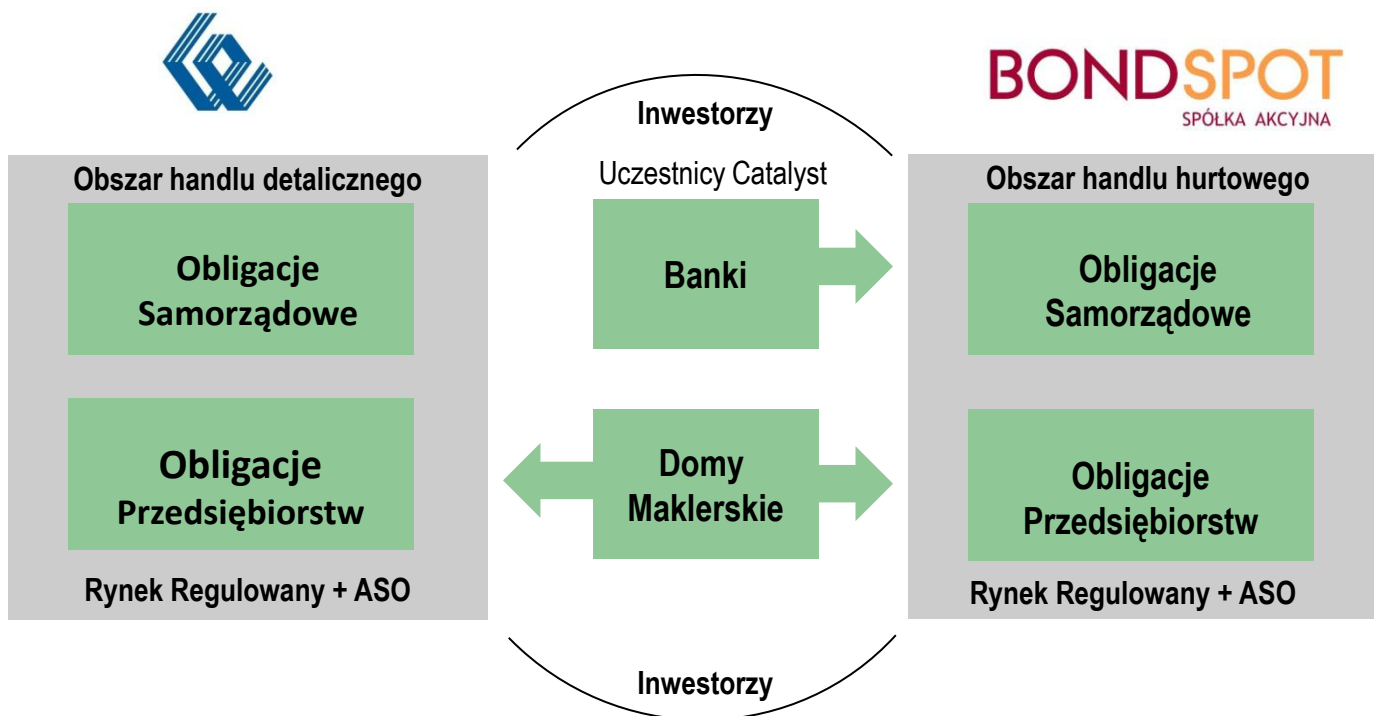 BONDSPOT
SPÓŁKA AKCYJNA
Inwestorzy
Obszar handlu detalicznego
Obligacje
Samorządowe
Obligacje
Przedsiębiorstw
Rynek Regulowany + ASO
Uczestnicy Catalyst
Banki
Domy
Maklerskie
Obszar handlu hurtowego
Obligacje
Samorządowe
Obligacje
Przedsiębiorstw
Rynek Regulowany + ASO
Inwestorzy